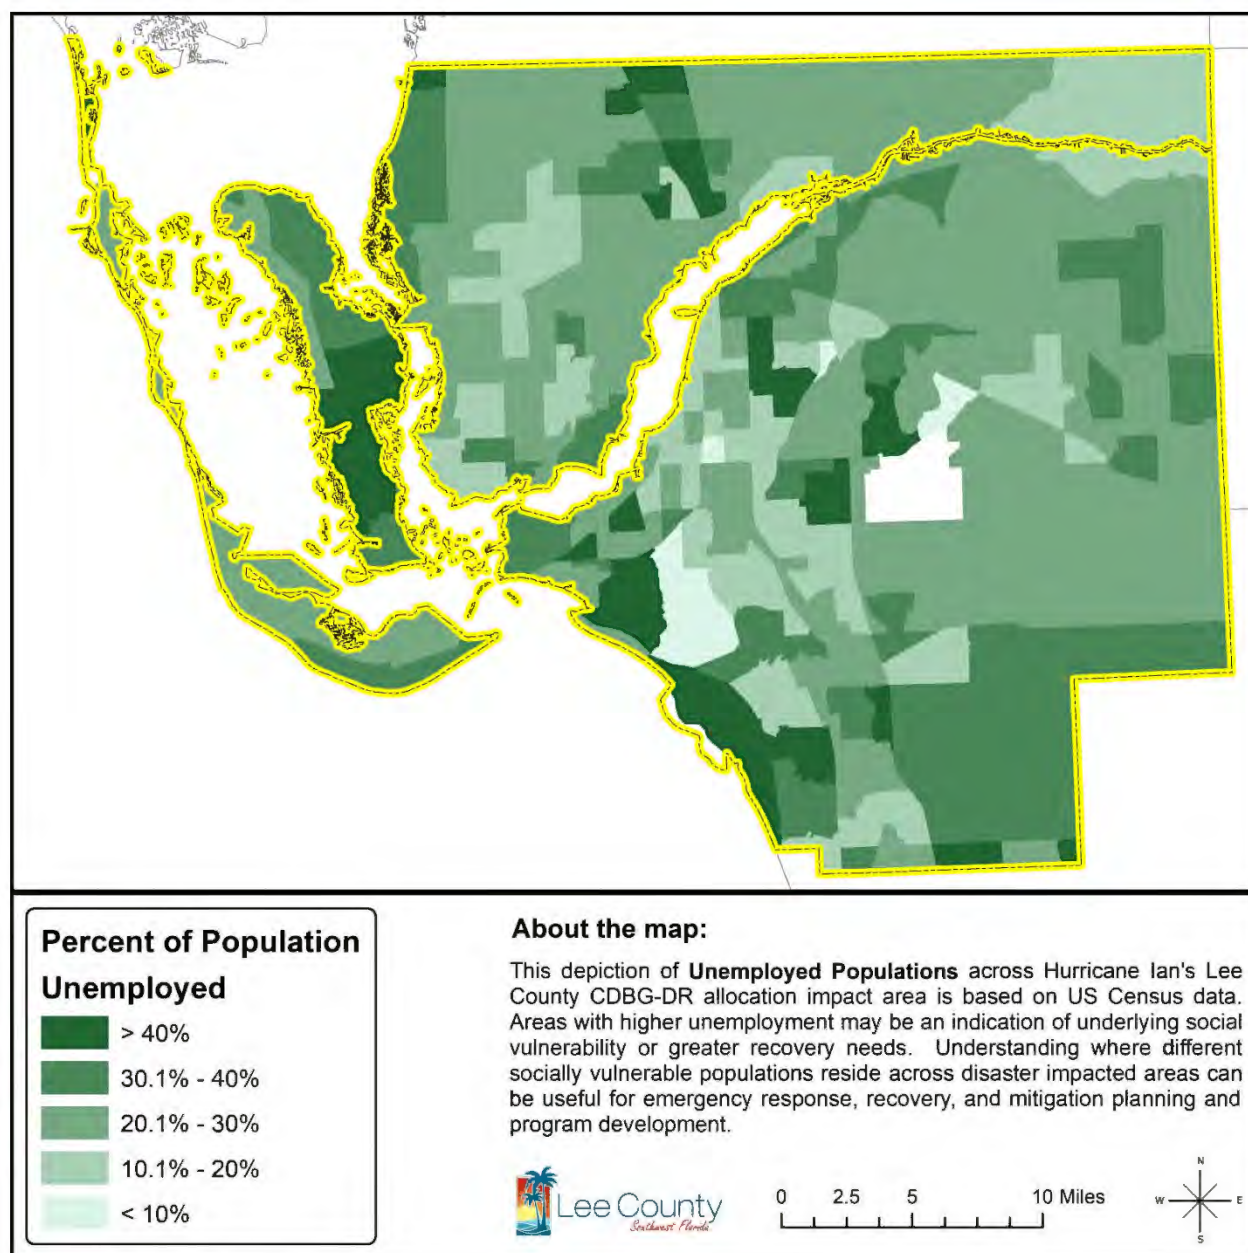 Percent of Population
Unemployed
> 40%
30.1% - 40%
20.1% - 30%
10.1% - 20%
< 10%
About the map:
This depiction of Unemployed Populations across Hurricane Ian's Lee
County CDBG-DR allocation impact area is based on US Census data.
Areas with higher unemployment may be an indication of underlying social
vulnerability or greater recovery needs. Understanding where different
socially vulnerable populations reside across disaster impacted areas can
be useful for emergency response, recovery, and mitigation planning and
program development.
Lee County
Southwest Florida
0 2.5 5 10 Miles
N
W E
S